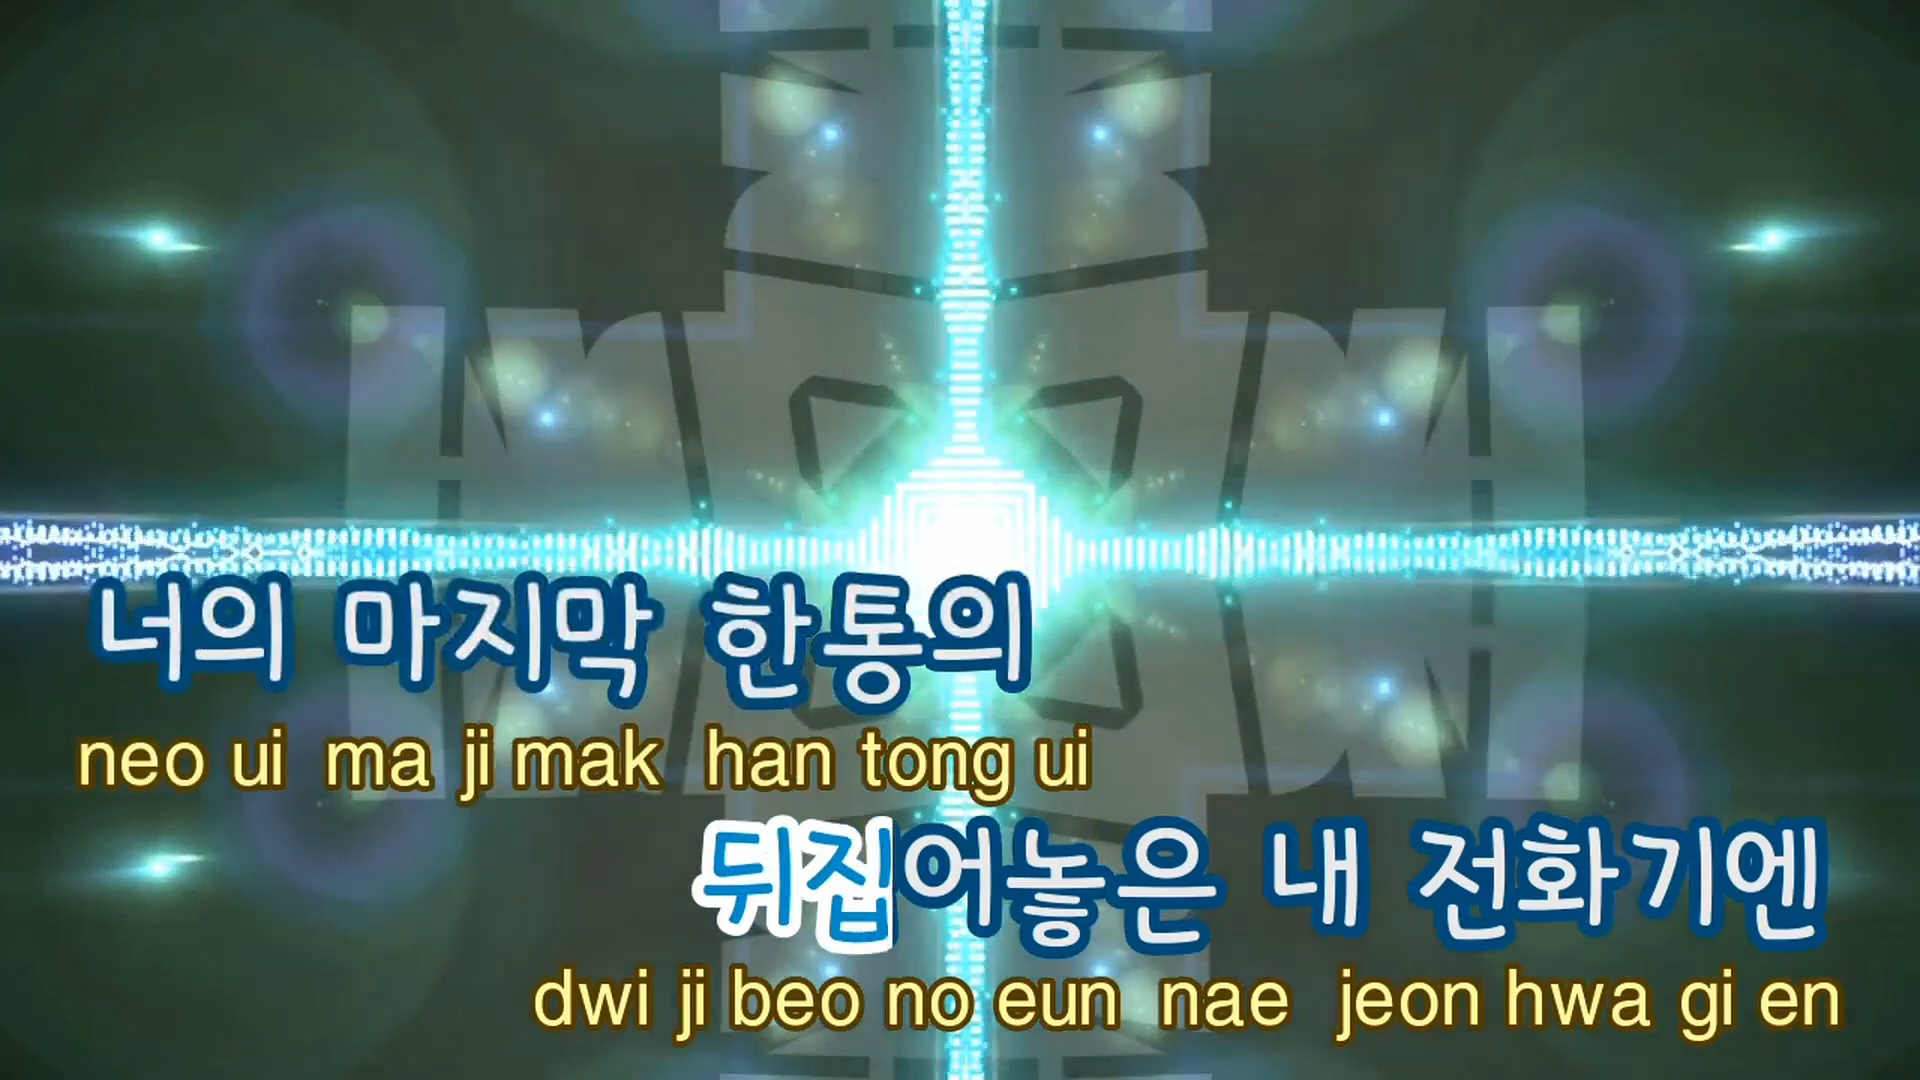 너의 마지막 한통의
neo ui ma ji mak han tong ui
뒤집어놓은 내 전화기엔
dwi ji beo no eun nae jeon hwa gi en